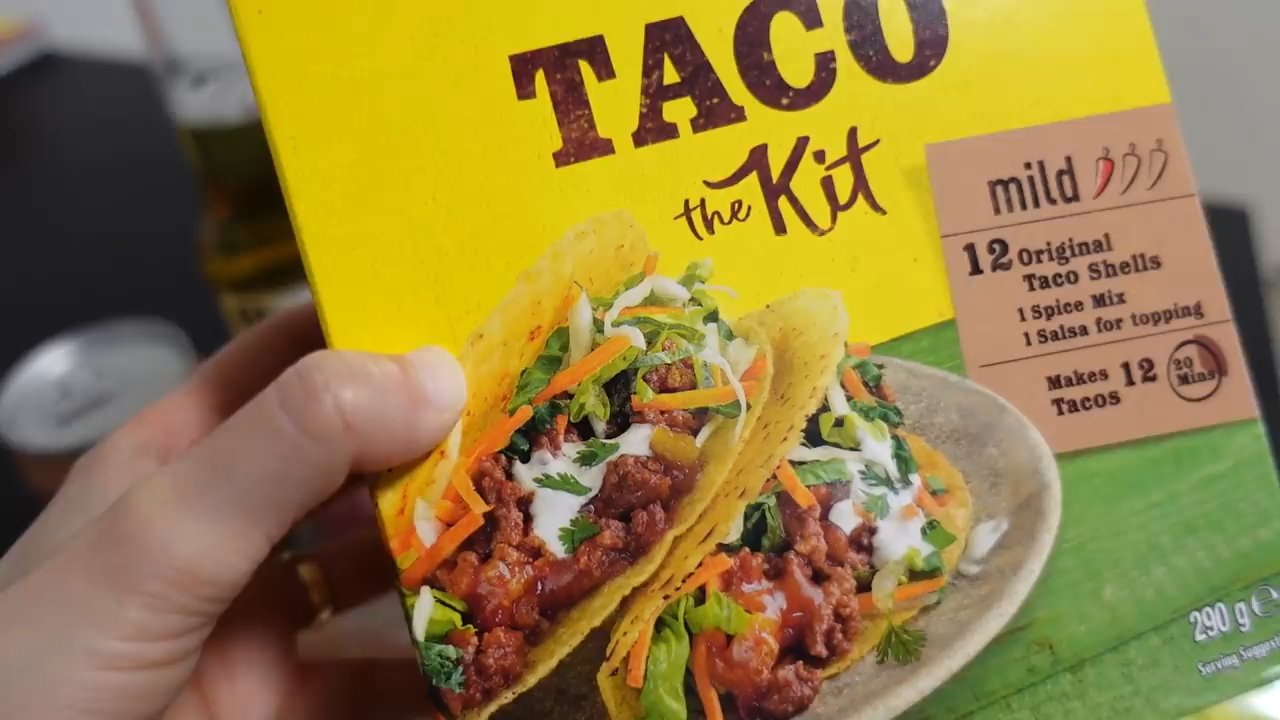 TACO
the Kit
mild
12 Original
Taco Shells
1 Spice Mix
1 Salsa for topping
Makes 12
Tacos
20
Mins
290 g ℮
Serving